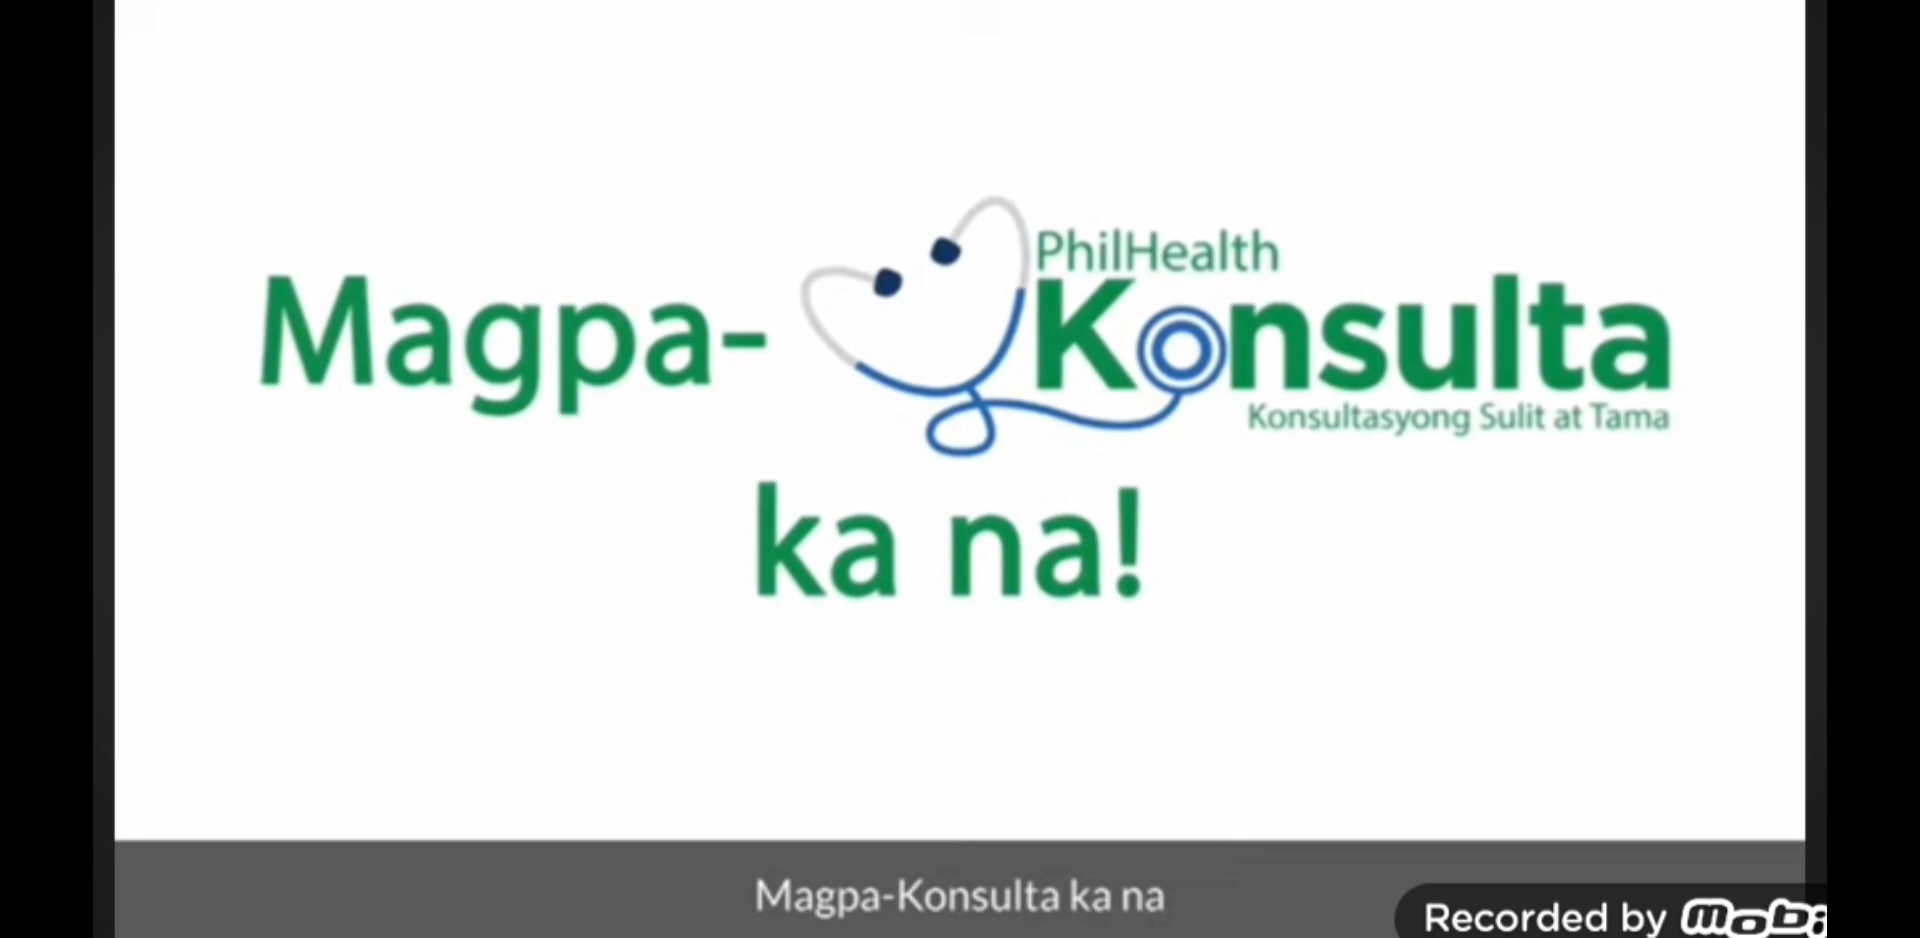 Magpa-
PhilHealth
Konsulta
Konsultasyong Sulit at Tama
ka na!
Magpa-Konsulta ka na
Recorded by